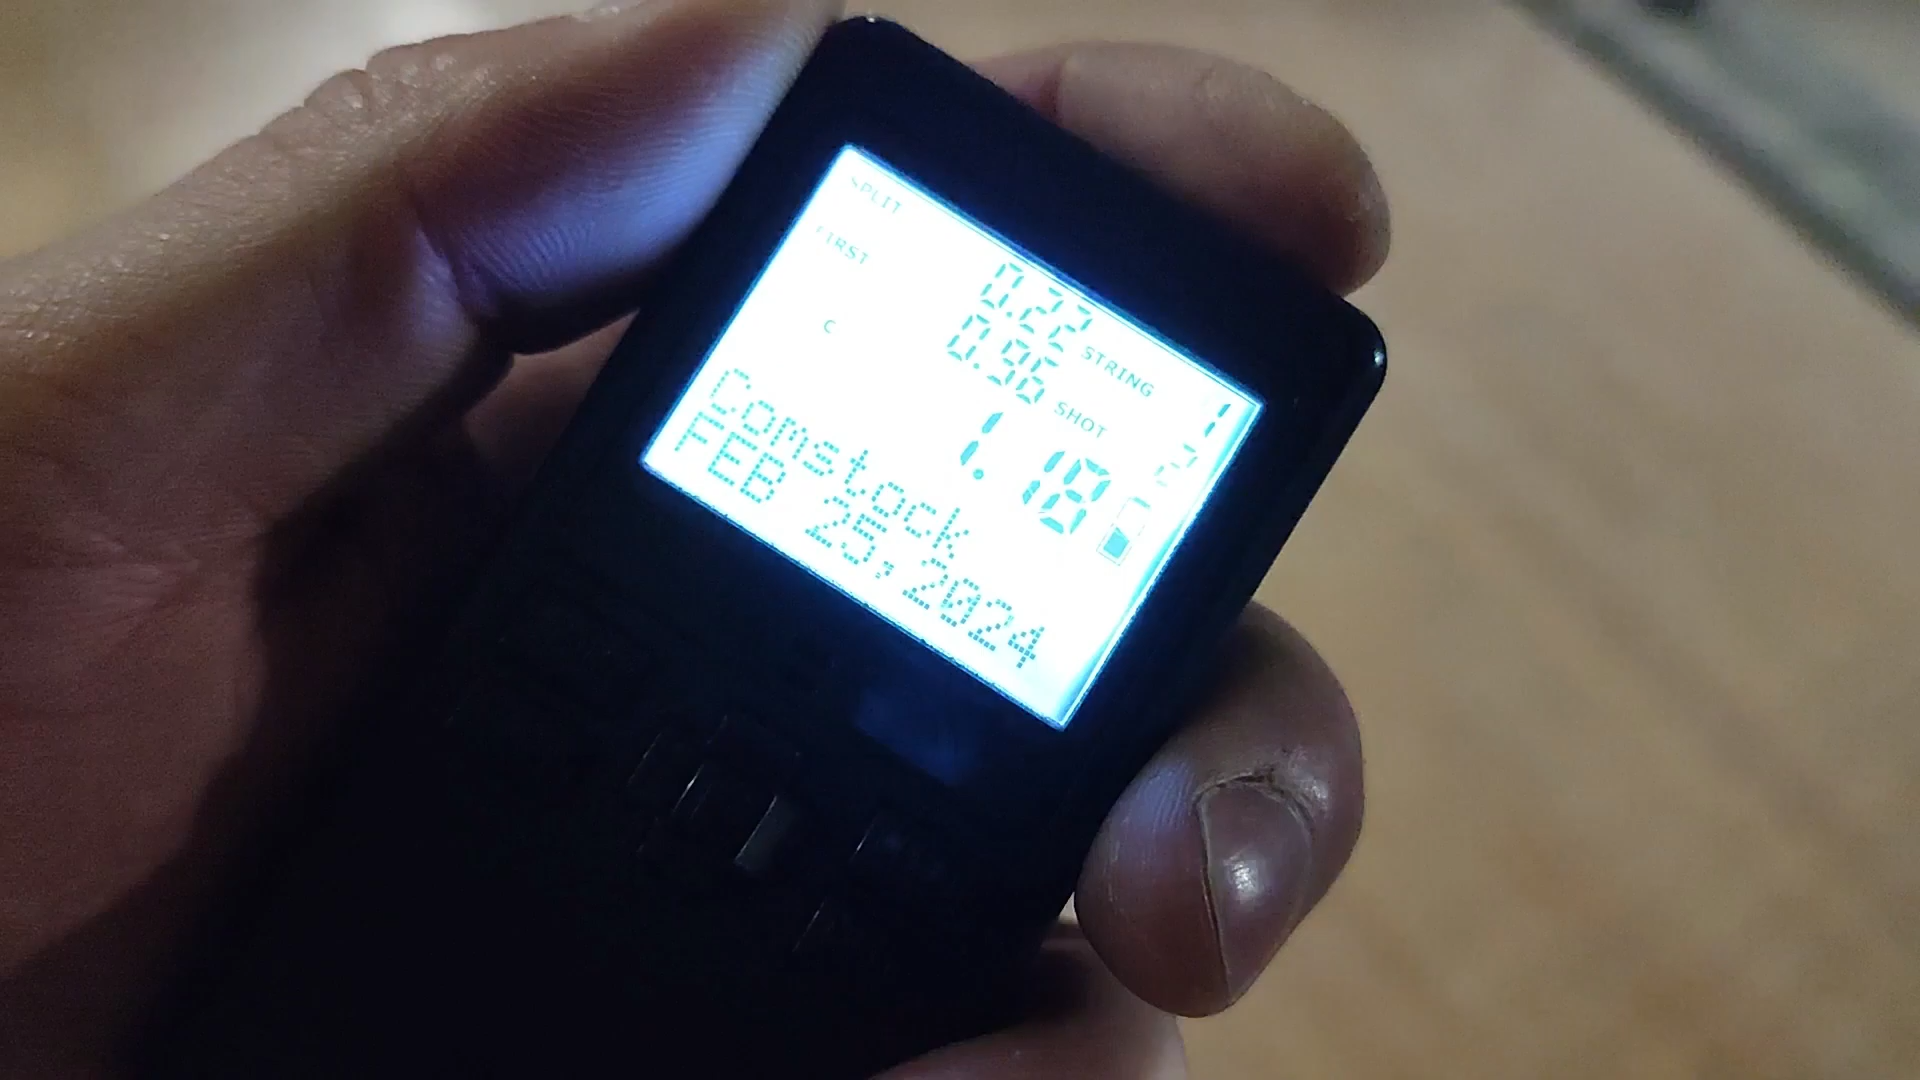 SPLIT 0.22 STRING 1
FIRST 0.96 SHOT 2
C 1.18
Comstock
FEB 25,2024